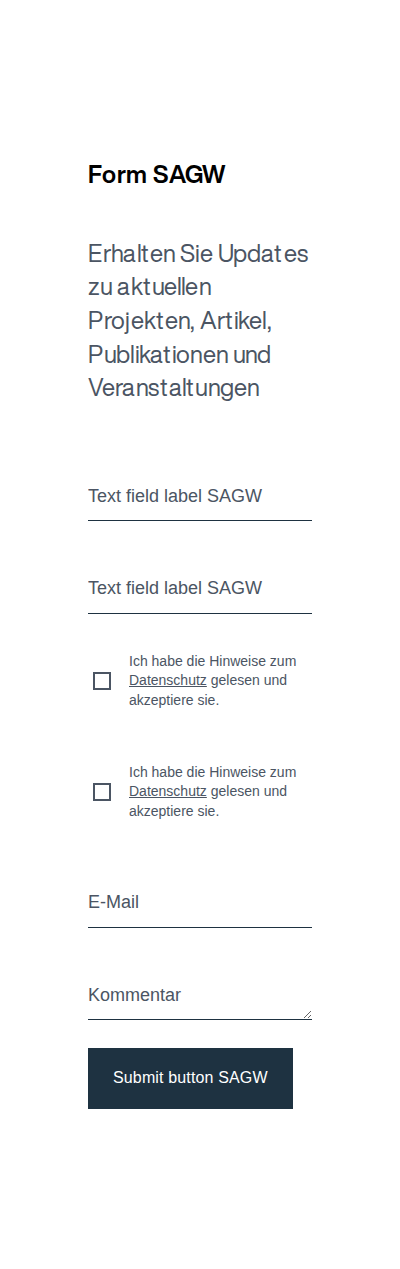 Form SAGW
Erhalten Sie Updates
zu aktuellen
Projekten, Artikel,
Publikationen und
Veranstaltungen
Text field label SAGW
Text field label SAGW
Ich habe die Hinweise zum
Datenschutz gelesen und
akzeptiere sie.
Ich habe die Hinweise zum
Datenschutz gelesen und
akzeptiere sie.
E-Mail
Kommentar
Submit button SAGW